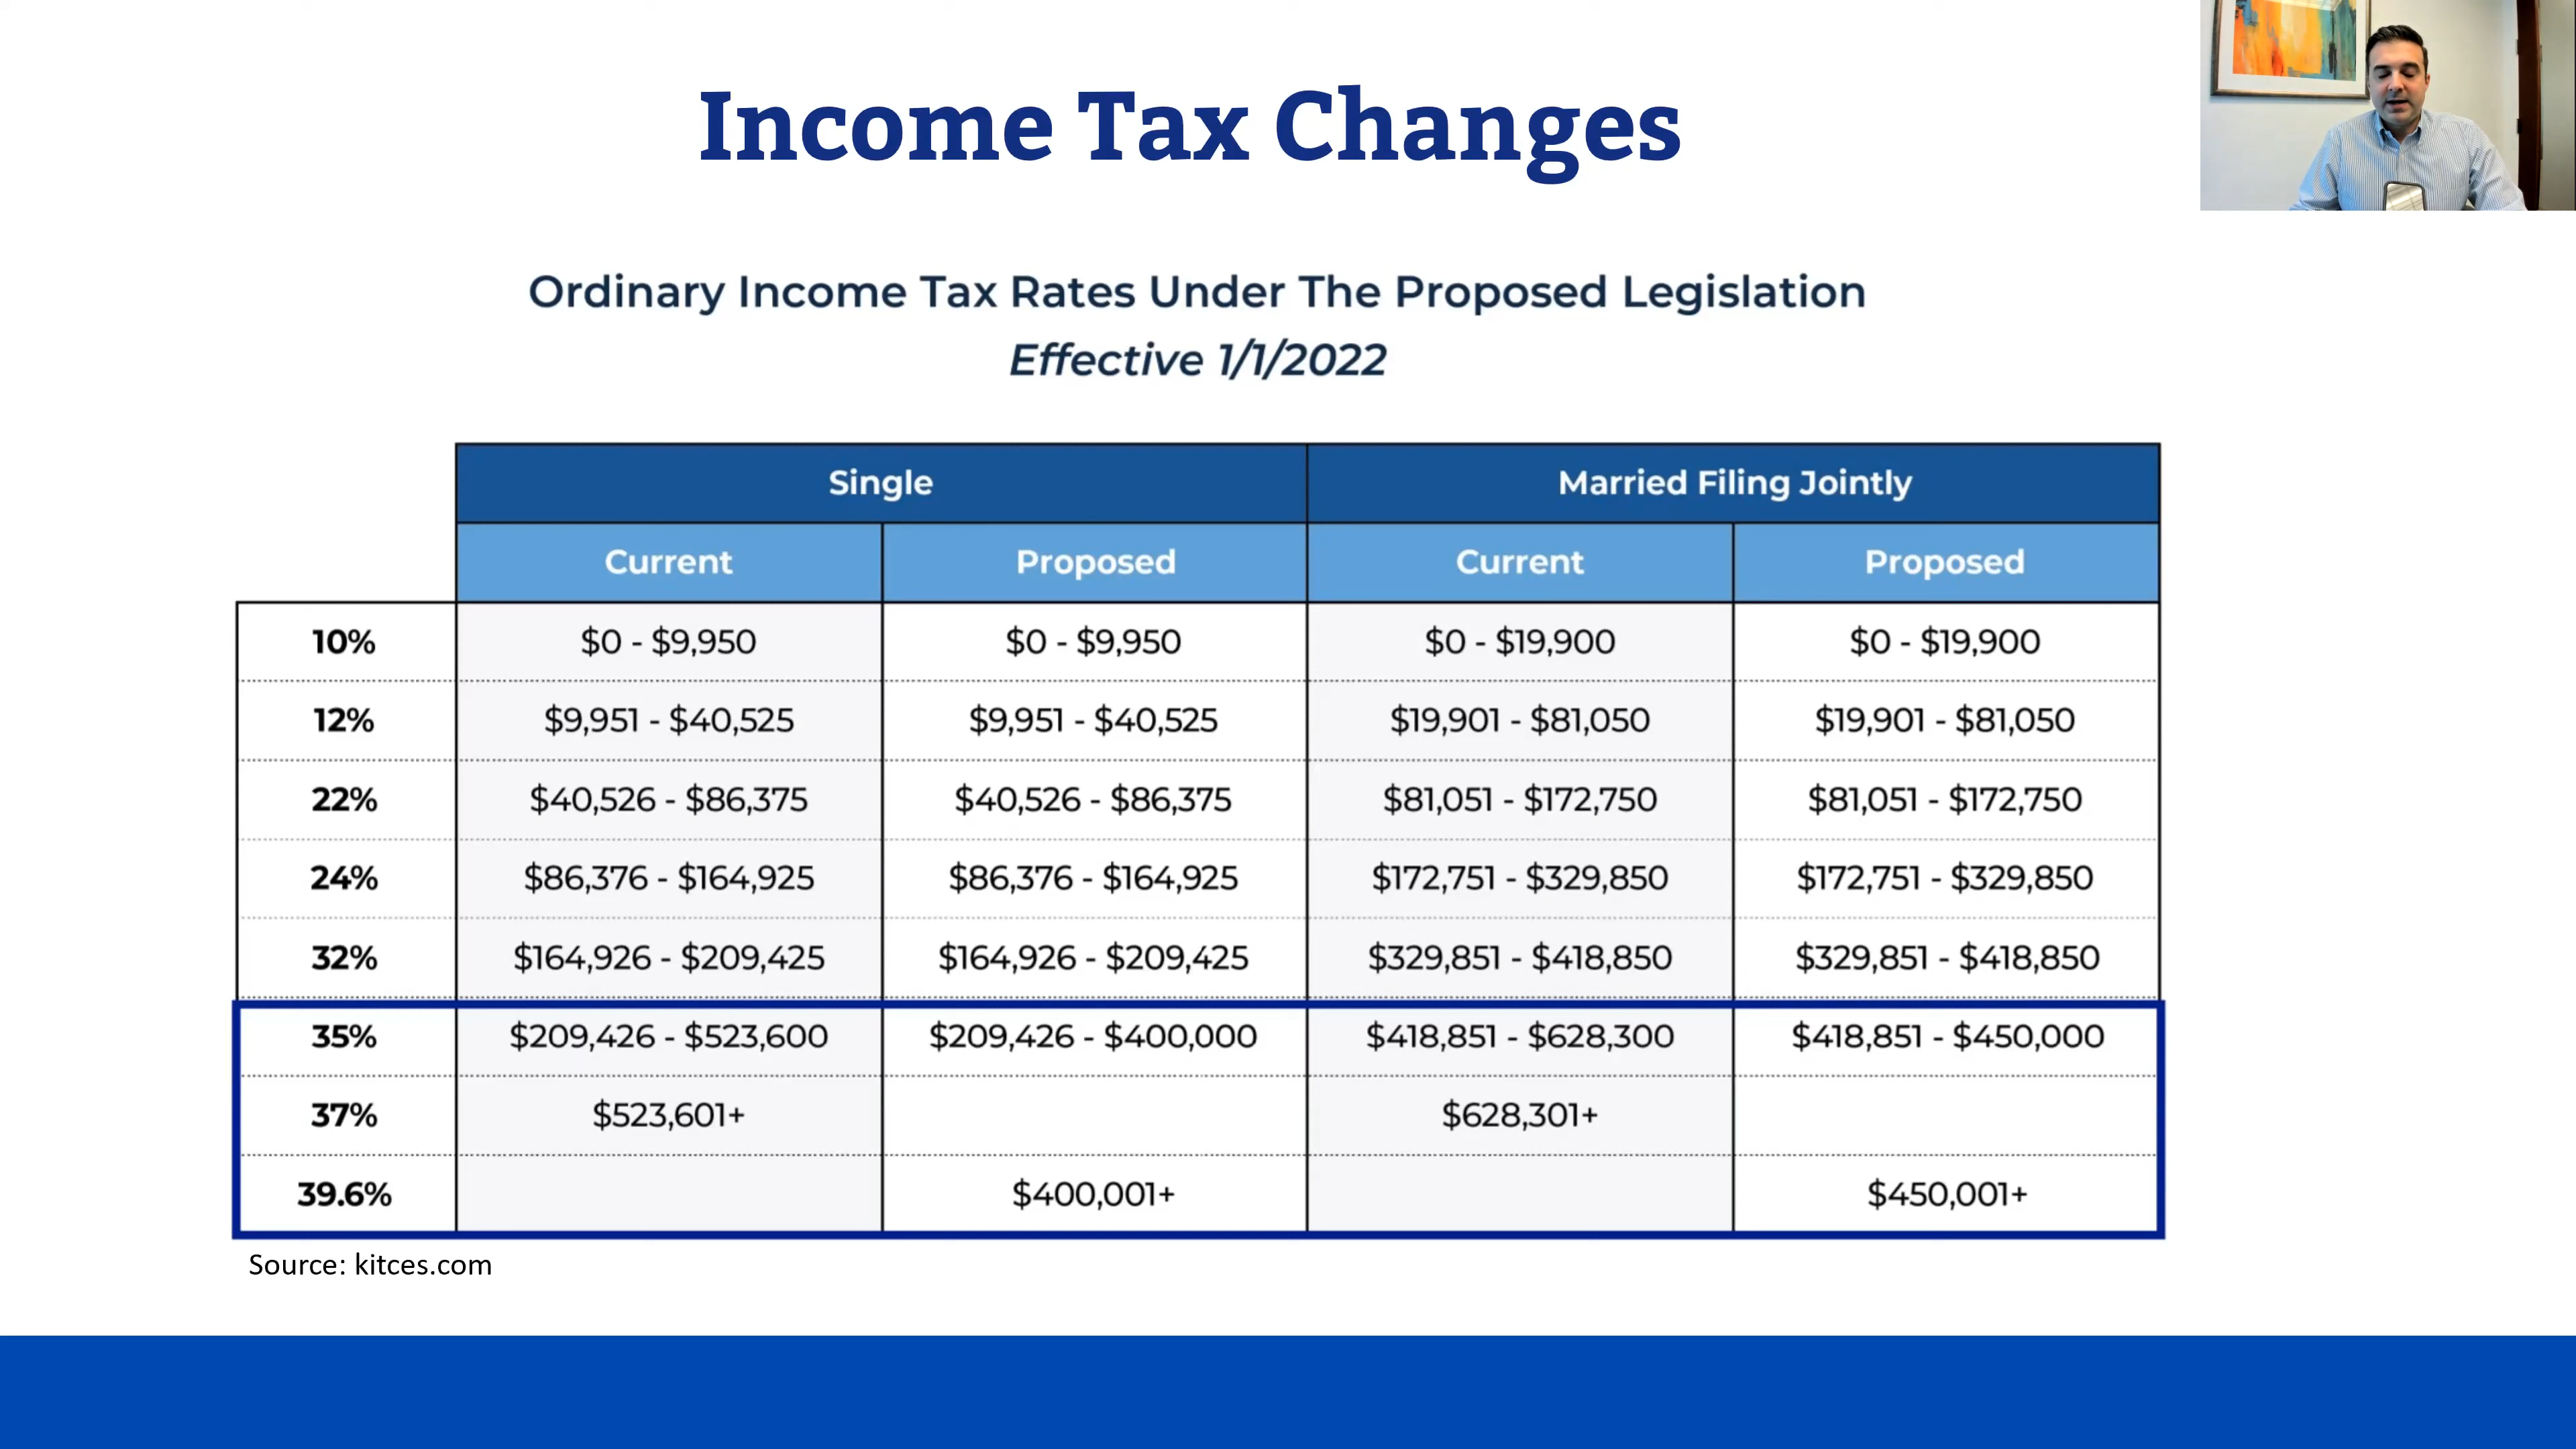 Income Tax Changes
Ordinary Income Tax Rates Under The Proposed Legislation
Effective 1/1/2022
Single Married Filing Jointly
Current Proposed Current Proposed
10% $0 - $9,950 $0 - $9,950 $0 - $19,900 $0 - $19,900
12% $9,951 - $40,525 $9,951 - $40,525 $19,901 - $81,050 $19,901 - $81,050
22% $40,526 - $86,375 $40,526 - $86,375 $81,051 - $172,750 $81,051 - $172,750
24% $86,376 - $164,925 $86,376 - $164,925 $172,751 - $329,850 $172,751 - $329,850
32% $164,926 - $209,425 $164,926 - $209,425 $329,851 - $418,850 $329,851 - $418,850
35% $209,426 - $523,600 $209,426 - $400,000 $418,851 - $628,300 $418,851 - $450,000
37% $523,601+ $628,301+
39.6% $400,001+ $450,001+
Source: kitces.com